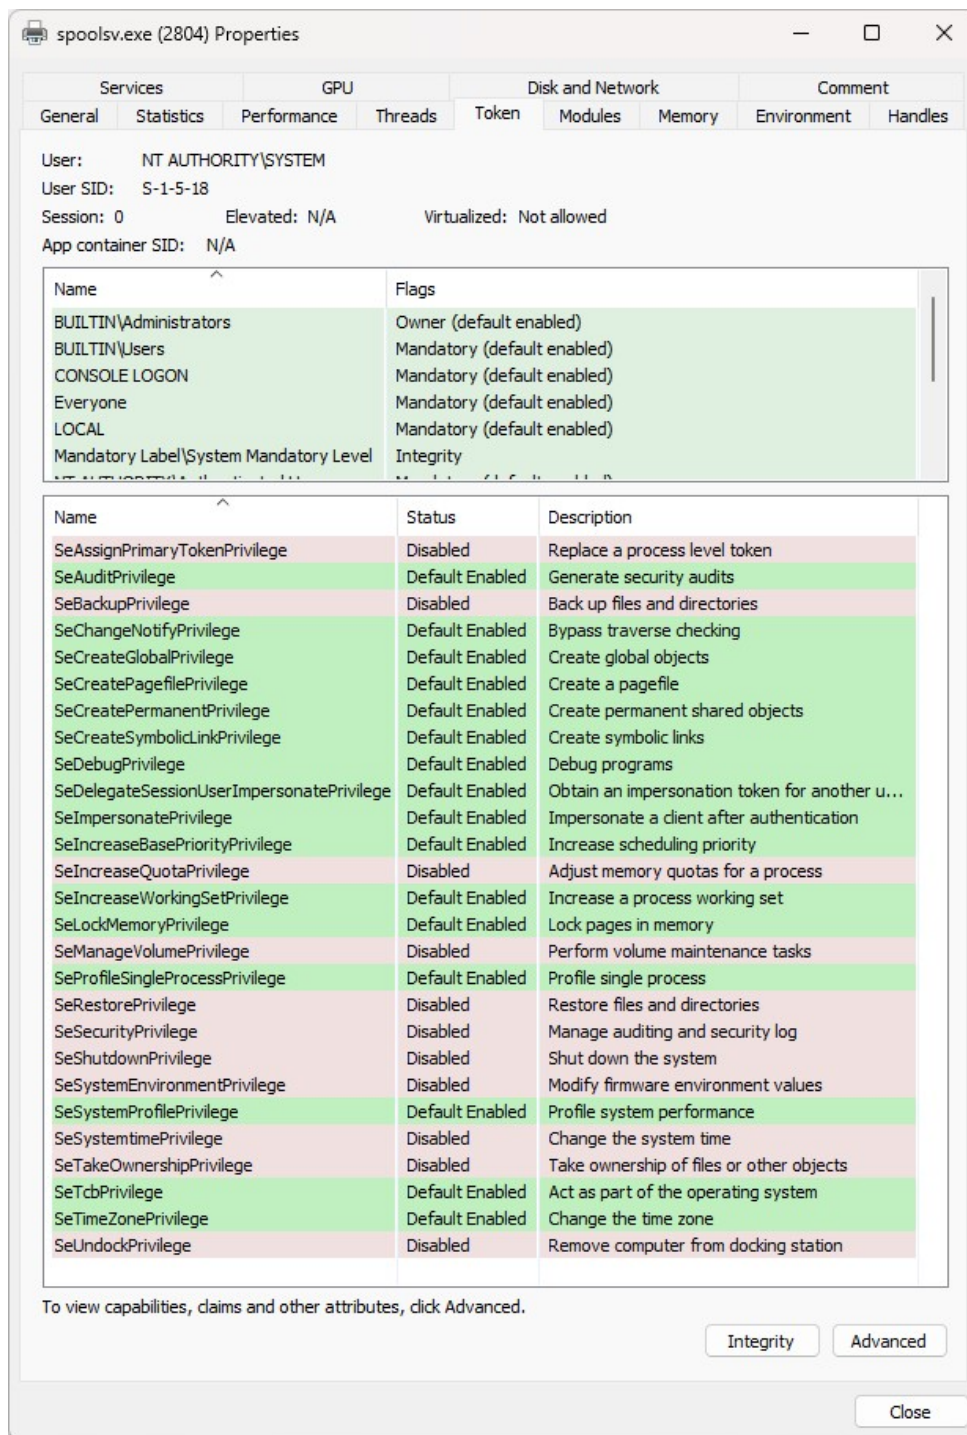 spoolsv.exe (2804) Properties
Services GPU Disk and Network Comment
General Statistics Performance Threads Token Modules Memory Environment Handles
User: NT AUTHORITY\SYSTEM
User SID: S-1-5-18
Session: 0 Elevated: N/A Virtualized: Not allowed
App container SID: N/A
Name Flags
BUILTIN\Administrators Owner (default enabled)
BUILTIN\Users Mandatory (default enabled)
CONSOLE LOGON Mandatory (default enabled)
Everyone Mandatory (default enabled)
LOCAL Mandatory (default enabled)
Mandatory Label\System Mandatory Level Integrity
Name Status Description
SeAssignPrimaryTokenPrivilege Disabled Replace a process level token
SeAuditPrivilege Default Enabled Generate security audits
SeBackupPrivilege Disabled Back up files and directories
SeChangeNotifyPrivilege Default Enabled Bypass traverse checking
SeCreateGlobalPrivilege Default Enabled Create global objects
SeCreatePagefilePrivilege Default Enabled Create a pagefile
SeCreatePermanentPrivilege Default Enabled Create permanent shared objects
SeCreateSymbolicLinkPrivilege Default Enabled Create symbolic links
SeDebugPrivilege Default Enabled Debug programs
SeDelegateSessionUserImpersonatePrivilege Default Enabled Obtain an impersonation token for another u...
SeImpersonatePrivilege Default Enabled Impersonate a client after authentication
SeIncreaseBasePriorityPrivilege Default Enabled Increase scheduling priority
SeIncreaseQuotaPrivilege Disabled Adjust memory quotas for a process
SeIncreaseWorkingSetPrivilege Default Enabled Increase a process working set
SeLockMemoryPrivilege Default Enabled Lock pages in memory
SeManageVolumePrivilege Disabled Perform volume maintenance tasks
SeProfileSingleProcessPrivilege Default Enabled Profile single process
SeRestorePrivilege Disabled Restore files and directories
SeSecurityPrivilege Disabled Manage auditing and security log
SeShutdownPrivilege Disabled Shut down the system
SeSystemEnvironmentPrivilege Disabled Modify firmware environment values
SeSystemProfilePrivilege Default Enabled Profile system performance
SeSystemtimePrivilege Disabled Change the system time
SeTakeOwnershipPrivilege Disabled Take ownership of files or other objects
SeTcbPrivilege Default Enabled Act as part of the operating system
SeTimeZonePrivilege Default Enabled Change the time zone
SeUndockPrivilege Disabled Remove computer from docking station
To view capabilities, claims and other attributes, click Advanced.
Integrity Advanced
Close